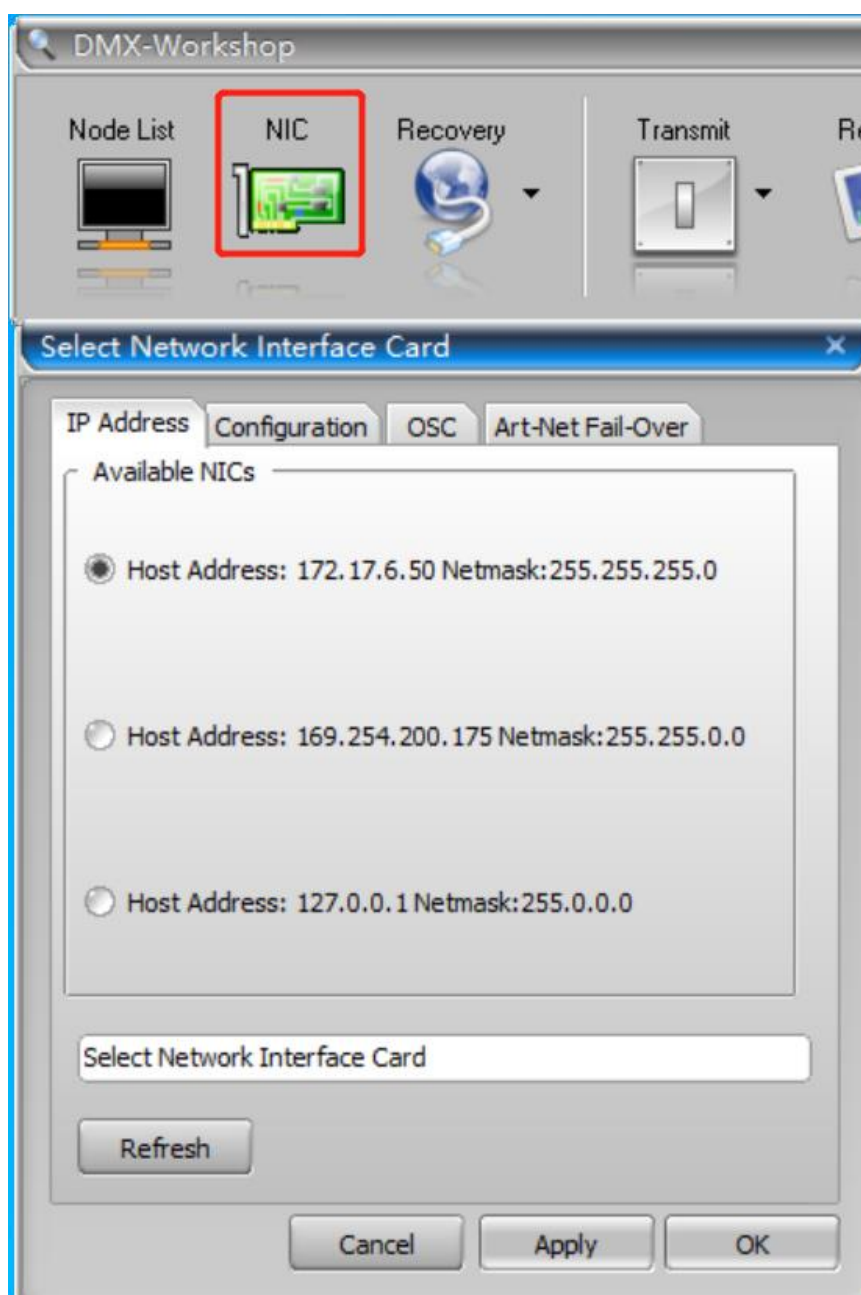 DMX-Workshop
Node List NIC Recovery Transmit Re
Select Network Interface Card
IP Address Configuration OSC Art-Net Fail-Over
Available NICs
Host Address: 172.17.6.50 Netmask:255.255.255.0
Host Address: 169.254.200.175 Netmask:255.255.0.0
Host Address: 127.0.0.1 Netmask:255.0.0.0
Select Network Interface Card
Refresh
Cancel Apply OK